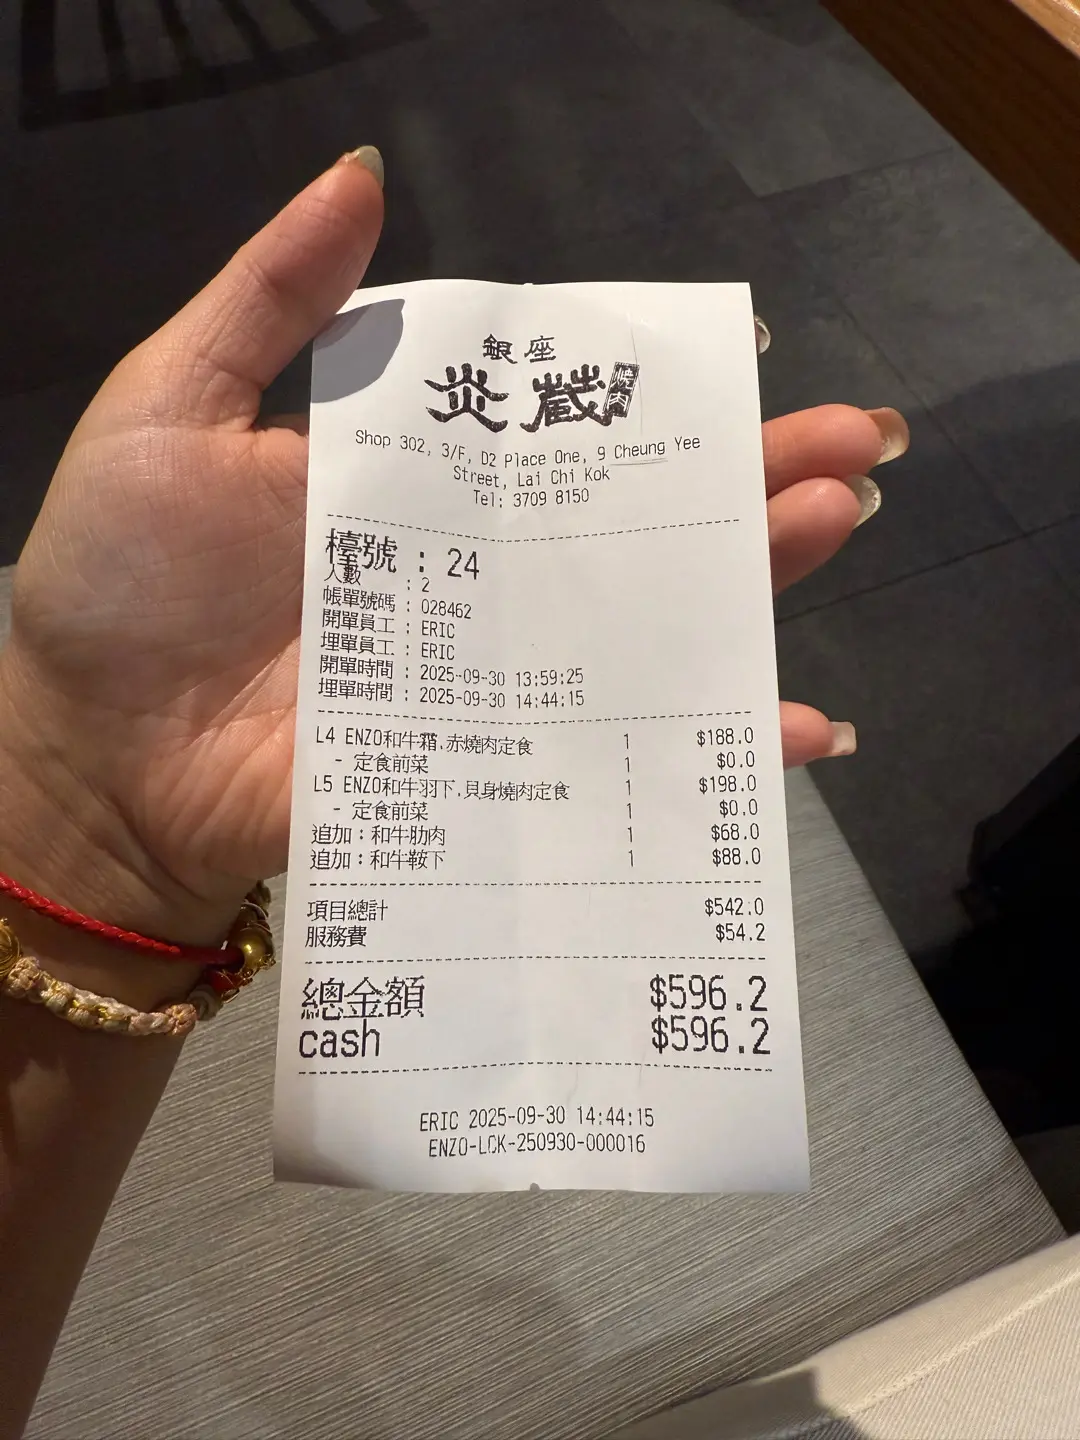 銀座
炎蔵 焼肉
Shop 302, 3/F, D2 Place One, 9 Cheung Yee
Street, Lai Chi Kok
Tel: 3709 8150
檯號 : 24
人數 : 2
帳單號碼 : 028462
開單員工 : ERIC
埋單員工 : ERIC
開單時間 : 2025-09-30 13:59:25
埋單時間 : 2025-09-30 14:44:15
L4 ENZO和牛霜.赤燒肉定食 1 $188.0
- 定食前菜 1 $0.0
L5 ENZO和牛羽下.貝身燒肉定食 1 $198.0
- 定食前菜 1 $0.0
追加：和牛肋肉 1 $68.0
追加：和牛鞍下 1 $88.0
項目總計 $542.0
服務費 $54.2
總金額 $596.2
cash $596.2
ERIC 2025-09-30 14:44:15
ENZO-LCK-250930-000016